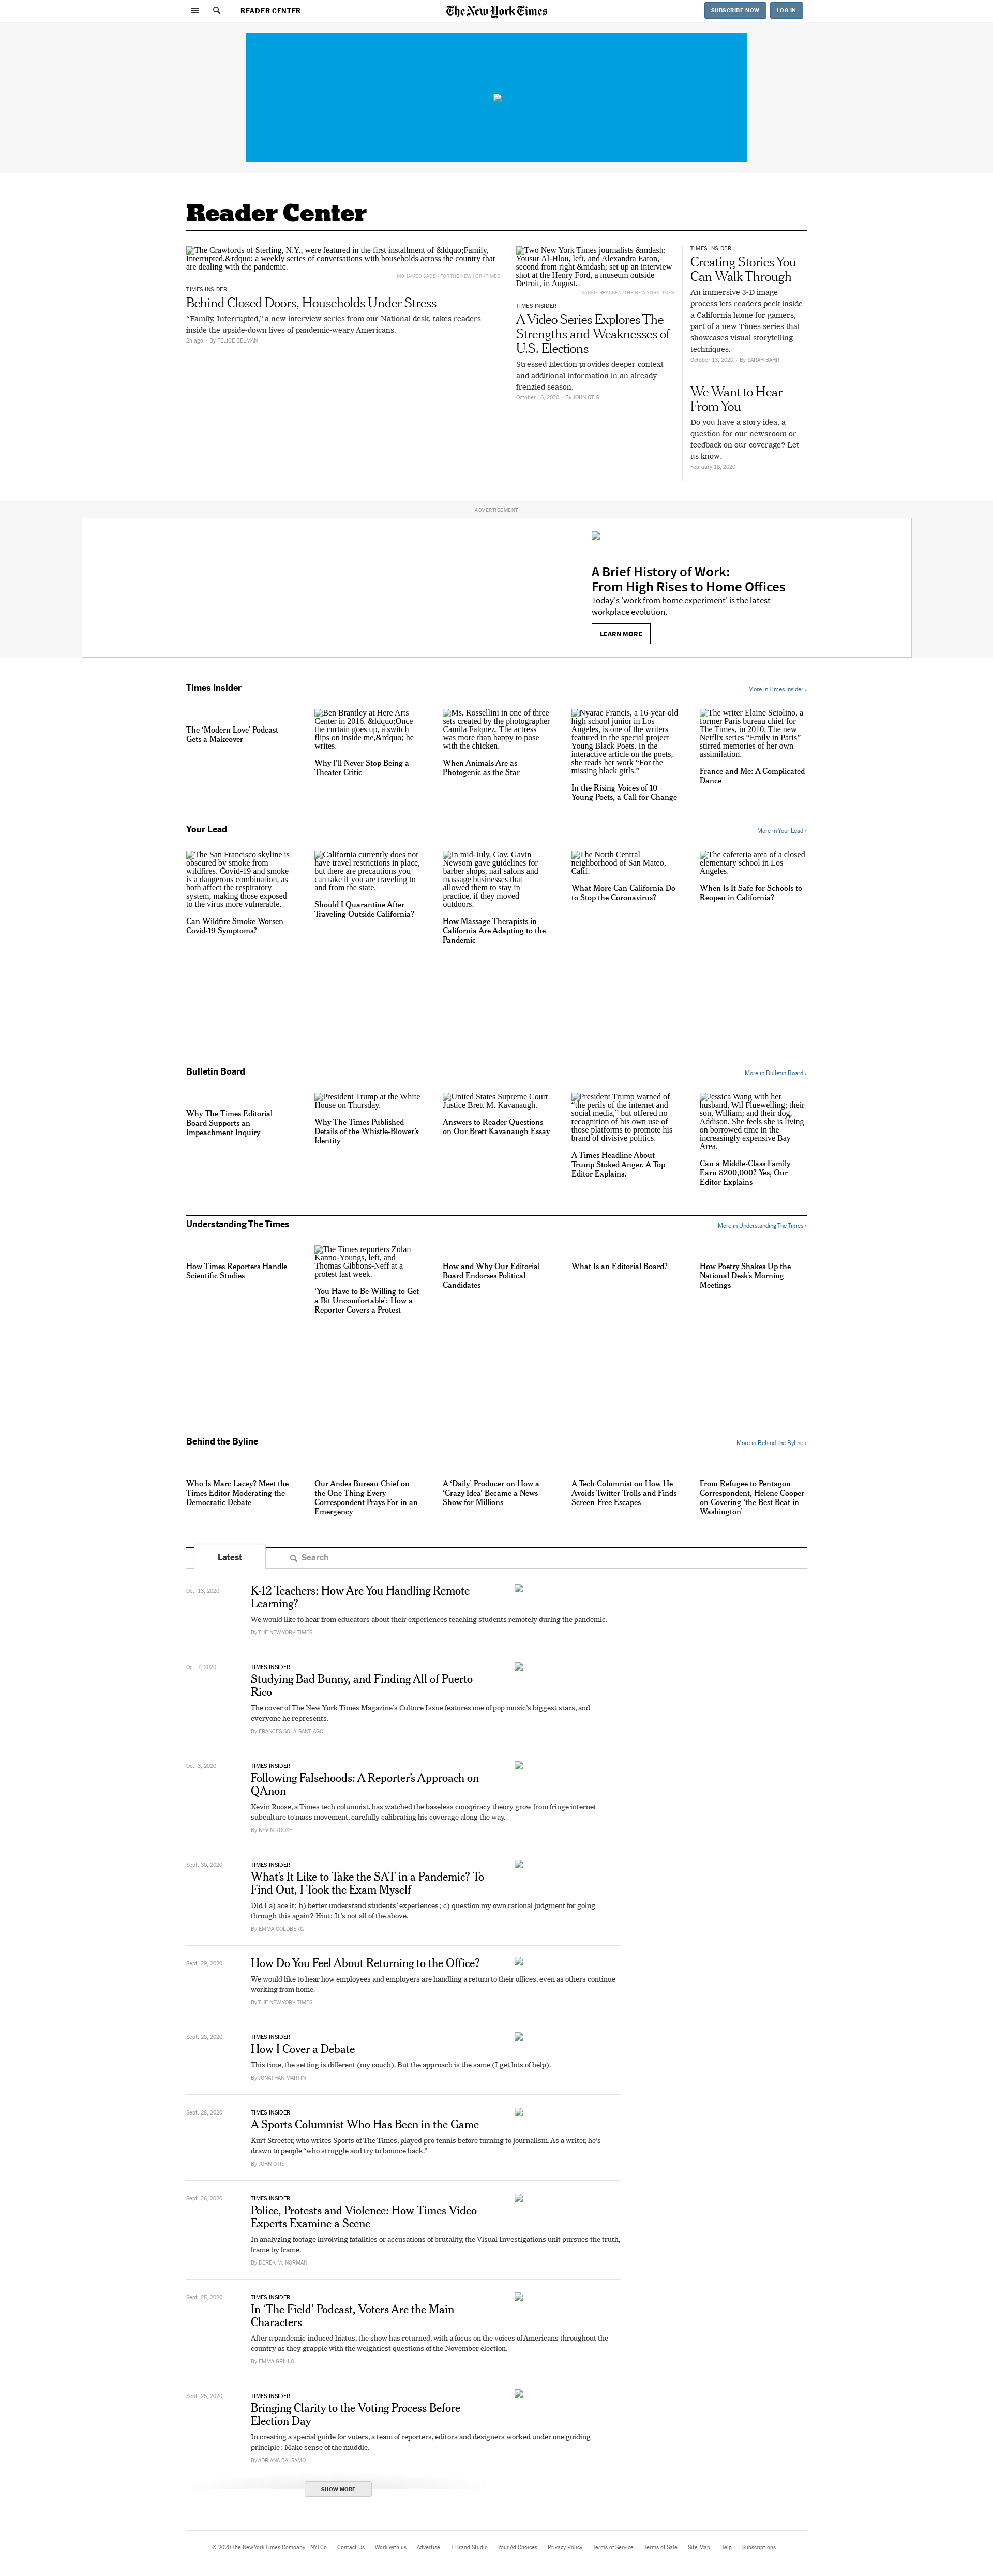 READER CENTER
The New York Times
SUBSCRIBE NOW
LOG IN
Reader Center
The Crawfords of Sterling, N.Y., were featured in the first installment of &ldquo;Family,
Interrupted,&rdquo; a weekly series of conversations with households across the country that
are dealing with the pandemic.
MOHAMED SADEK FOR THE NEW YORK TIMES
TIMES INSIDER
Behind Closed Doors, Households Under Stress
“Family, Interrupted,” a new interview series from our National desk, takes readers
inside the upside-down lives of pandemic-weary Americans.
2h ago - By FELICE BELMAN
Two New York Times journalists &mdash;
Yousur Al-Hlou, left, and Alexandra Eaton,
second from right &mdash; set up an interview
shot at the Henry Ford, a museum outside
Detroit, in August.
KASSIE BRACKEN/THE NEW YORK TIMES
TIMES INSIDER
A Video Series Explores The
Strengths and Weaknesses of
U.S. Elections
Stressed Election provides deeper context
and additional information in an already
frenzied season.
October 16, 2020 - By JOHN OTIS
TIMES INSIDER
Creating Stories You
Can Walk Through
An immersive 3-D image
process lets readers peek inside
a California home for gamers,
part of a new Times series that
showcases visual storytelling
techniques.
October 13, 2020 - By SARAH BAHR
We Want to Hear
From You
Do you have a story idea, a
question for our newsroom or
feedback on our coverage? Let
us know.
February 19, 2020
ADVERTISEMENT
A Brief History of Work:
From High Rises to Home Offices
Today's 'work from home experiment' is the latest
workplace evolution.
LEARN MORE
Times Insider
More in Times Insider ›
The ‘Modern Love’ Podcast
Gets a Makeover
Ben Brantley at Here Arts
Center in 2016. &ldquo;Once
the curtain goes up, a switch
flips on inside me,&rdquo; he
writes.
Why I’ll Never Stop Being a
Theater Critic
Ms. Rossellini in one of three
sets created by the photographer
Camila Falquez. The actress
was more than happy to pose
with the chicken.
When Animals Are as
Photogenic as the Star
Nyarae Francis, a 16-year-old
high school junior in Los
Angeles, is one of the writers
featured in the special project
Young Black Poets. In the
interactive article on the poets,
she reads her work “For the
missing black girls.”
In the Rising Voices of 10
Young Poets, a Call for Change
The writer Elaine Sciolino, a
former Paris bureau chief for
The Times, in 2010. The new
Netflix series “Emily in Paris”
stirred memories of her own
assimilation.
France and Me: A Complicated
Dance
Your Lead
More in Your Lead ›
The San Francisco skyline is
obscured by smoke from
wildfires. Covid-19 and smoke
is a dangerous combination, as
both affect the respiratory
system, making those exposed
to the virus more vulnerable.
Can Wildfire Smoke Worsen
Covid-19 Symptoms?
California currently does not
have travel restrictions in place,
but there are precautions you
can take if you are traveling to
and from the state.
Should I Quarantine After
Traveling Outside California?
In mid-July, Gov. Gavin
Newsom gave guidelines for
barber shops, nail salons and
massage businesses that
allowed them to stay in
practice, if they moved
outdoors.
How Massage Therapists in
California Are Adapting to the
Pandemic
The North Central
neighborhood of San Mateo,
Calif.
What More Can California Do
to Stop the Coronavirus?
The cafeteria area of a closed
elementary school in Los
Angeles.
When Is It Safe for Schools to
Reopen in California?
Bulletin Board
More in Bulletin Board ›
Why The Times Editorial
Board Supports an
Impeachment Inquiry
President Trump at the White
House on Thursday.
Why The Times Published
Details of the Whistle-Blower’s
Identity
United States Supreme Court
Justice Brett M. Kavanaugh.
Answers to Reader Questions
on Our Brett Kavanaugh Essay
President Trump warned of
“the perils of the internet and
social media,” but offered no
recognition of his own use of
those platforms to promote his
brand of divisive politics.
A Times Headline About
Trump Stoked Anger. A Top
Editor Explains.
Jessica Wang with her
husband, Wil Fluewelling; their
son, William; and their dog,
Addison. She feels she is living
on borrowed time in the
increasingly expensive Bay
Area.
Can a Middle-Class Family
Earn $200,000? Yes, Our
Editor Explains
Understanding The Times
More in Understanding The Times ›
How Times Reporters Handle
Scientific Studies
The Times reporters Zolan
Kanno-Youngs, left, and
Thomas Gibbons-Neff at a
protest last week.
‘You Have to Be Willing to Get
a Bit Uncomfortable’: How a
Reporter Covers a Protest
How and Why Our Editorial
Board Endorses Political
Candidates
What Is an Editorial Board?
How Poetry Shakes Up the
National Desk’s Morning
Meetings
Behind the Byline
More in Behind the Byline ›
Who Is Marc Lacey? Meet the
Times Editor Moderating the
Democratic Debate
Our Andes Bureau Chief on
the One Thing Every
Correspondent Prays For in an
Emergency
A ‘Daily’ Producer on How a
‘Crazy Idea’ Became a News
Show for Millions
A Tech Columnist on How He
Avoids Twitter Trolls and Finds
Screen-Free Escapes
From Refugee to Pentagon
Correspondent, Helene Cooper
on Covering ‘the Best Beat in
Washington’
Latest
Search
Oct. 13, 2020
K-12 Teachers: How Are You Handling Remote
Learning?
We would like to hear from educators about their experiences teaching students remotely during the pandemic.
By THE NEW YORK TIMES
Oct. 7, 2020
TIMES INSIDER
Studying Bad Bunny, and Finding All of Puerto
Rico
The cover of The New York Times Magazine’s Culture Issue features one of pop music’s biggest stars, and
everyone he represents.
By FRANCES SOLÁ-SANTIAGO
Oct. 3, 2020
TIMES INSIDER
Following Falsehoods: A Reporter’s Approach on
QAnon
Kevin Roose, a Times tech columnist, has watched the baseless conspiracy theory grow from fringe internet
subculture to mass movement, carefully calibrating his coverage along the way.
By KEVIN ROOSE
Sept. 30, 2020
TIMES INSIDER
What’s It Like to Take the SAT in a Pandemic? To
Find Out, I Took the Exam Myself
Did I a) ace it; b) better understand students’ experiences; c) question my own rational judgment for going
through this again? Hint: It’s not all of the above.
By EMMA GOLDBERG
Sept. 29, 2020
How Do You Feel About Returning to the Office?
We would like to hear how employees and employers are handling a return to their offices, even as others continue
working from home.
By THE NEW YORK TIMES
Sept. 28, 2020
TIMES INSIDER
How I Cover a Debate
This time, the setting is different (my couch). But the approach is the same (I get lots of help).
By JONATHAN MARTIN
Sept. 28, 2020
TIMES INSIDER
A Sports Columnist Who Has Been in the Game
Kurt Streeter, who writes Sports of The Times, played pro tennis before turning to journalism. As a writer, he’s
drawn to people “who struggle and try to bounce back.”
By JOHN OTIS
Sept. 26, 2020
TIMES INSIDER
Police, Protests and Violence: How Times Video
Experts Examine a Scene
In analyzing footage involving fatalities or accusations of brutality, the Visual Investigations unit pursues the truth,
frame by frame.
By DEREK M. NORMAN
Sept. 25, 2020
TIMES INSIDER
In ‘The Field’ Podcast, Voters Are the Main
Characters
After a pandemic-induced hiatus, the show has returned, with a focus on the voices of Americans throughout the
country as they grapple with the weightiest questions of the November election.
By EMMA GRILLO
Sept. 25, 2020
TIMES INSIDER
Bringing Clarity to the Voting Process Before
Election Day
In creating a special guide for voters, a team of reporters, editors and designers worked under one guiding
principle: Make sense of the muddle.
By ADRIANA BALSAMO
SHOW MORE
© 2020 The New York Times Company NYTCo Contact Us Work with us Advertise T Brand Studio Your Ad Choices Privacy Policy Terms of Service Terms of Sale Site Map Help Subscriptions